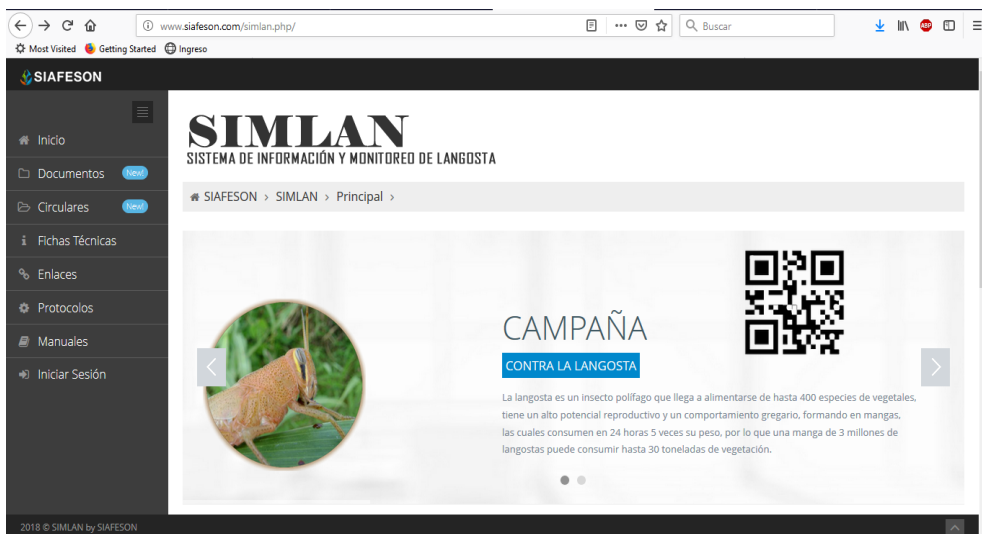 www.siafeson.com/simlan.php/
Buscar
Most Visited
Getting Started
Ingreso
SIAFESON
Inicio
Documentos New!
Circulares New!
Fichas Técnicas
Enlaces
Protocolos
Manuales
Iniciar Sesión
SIMLAN
SISTEMA DE INFORMACIÓN Y MONITOREO DE LANGOSTA
SIAFESON > SIMLAN > Principal >
CAMPAÑA
CONTRA LA LANGOSTA
La langosta es un insecto polífago que llega a alimentarse de hasta 400 especies de vegetales,
tiene un alto potencial reproductivo y un comportamiento gregario, formando en mangas,
las cuales consumen en 24 horas 5 veces su peso, por lo que una manga de 3 millones de
langostas puede consumir hasta 30 toneladas de vegetación.
2018 © SIMLAN by SIAFESON
ABP